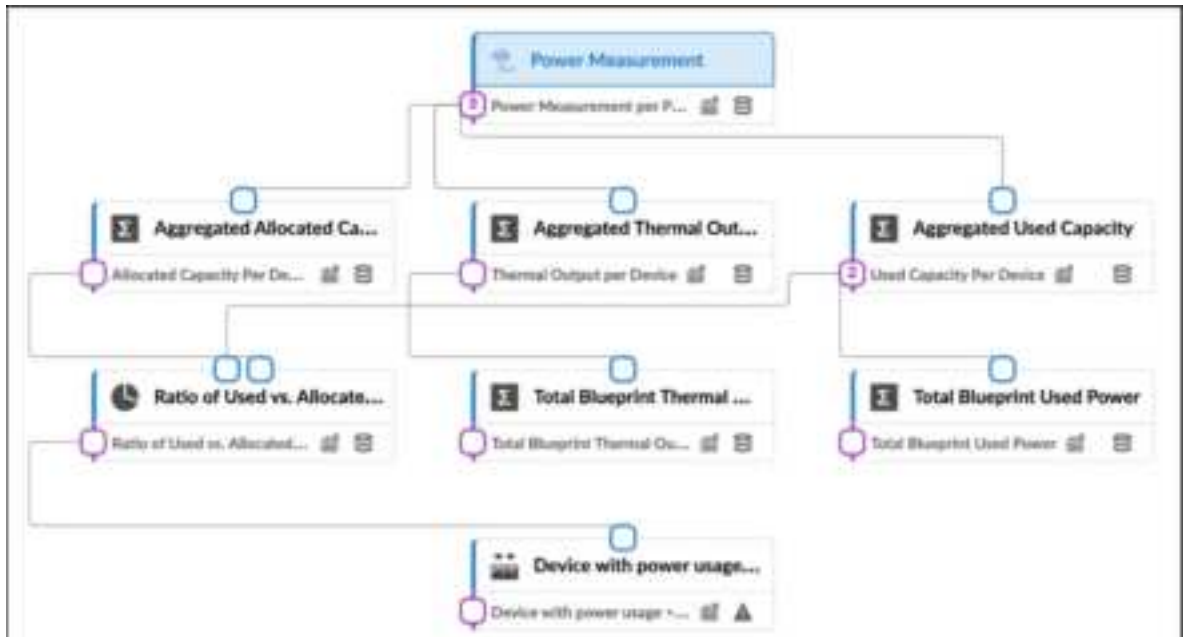 Power Measurement
3 Power Measurement per P...
Aggregated Allocated Ca...
Allocated Capacity Per De...
Aggregated Thermal Out...
Thermal Output per Device
Aggregated Used Capacity
2 Used Capacity Per Device
Ratio of Used vs. Allocate...
Ratio of Used vs. Allocated...
Total Blueprint Thermal ...
Total Blueprint Thermal Ou...
Total Blueprint Used Power
Total Blueprint Used Power
Device with power usage...
Device with power usage ...